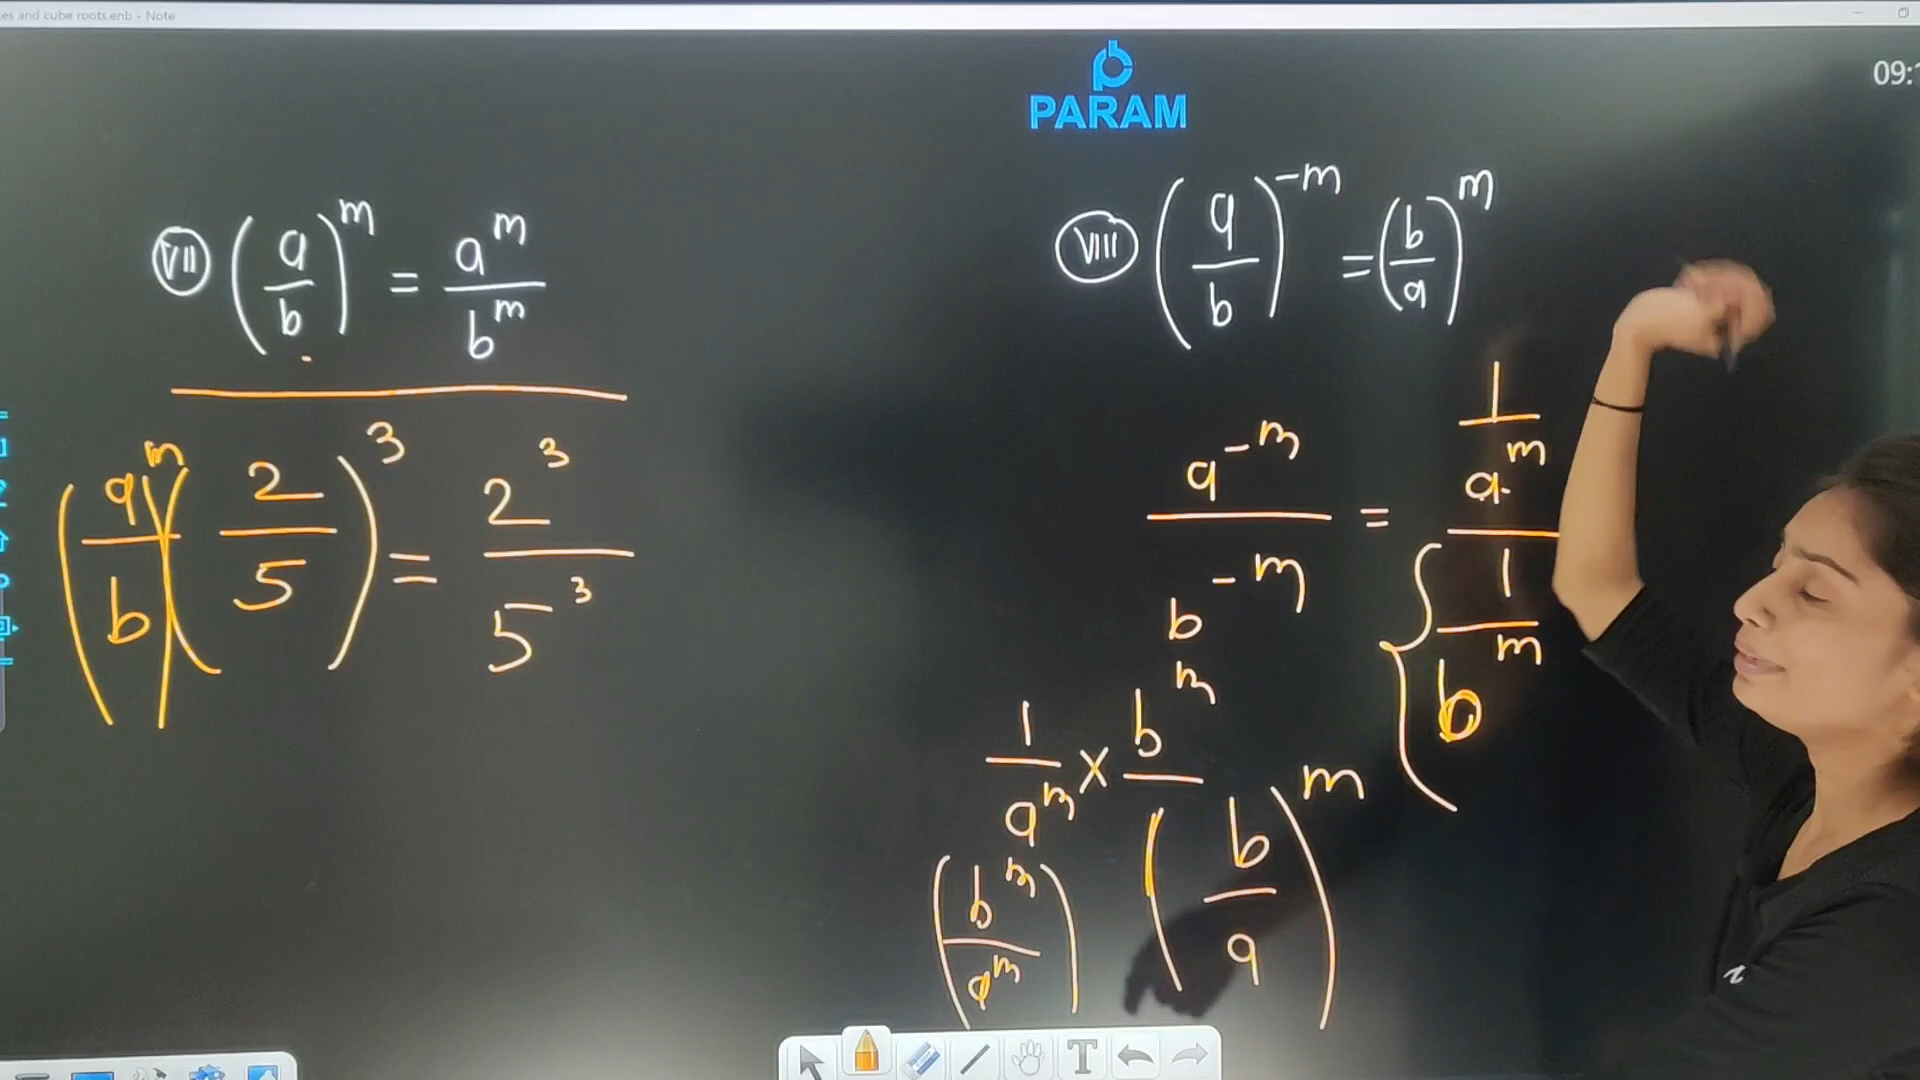 es and cube roots.enb - Note
PARAM
09:1
VII (a/b)^m = a^m/b^m
(a/b)^m (2/5)^3 = 2^3/5^3
VIII (a/b)^-m = (b/a)^m
a^-m/b^-m = (1/a^m)/(1/b^m)
1/a^m × b^m
(b^m/a^m) (b/a)^m
T